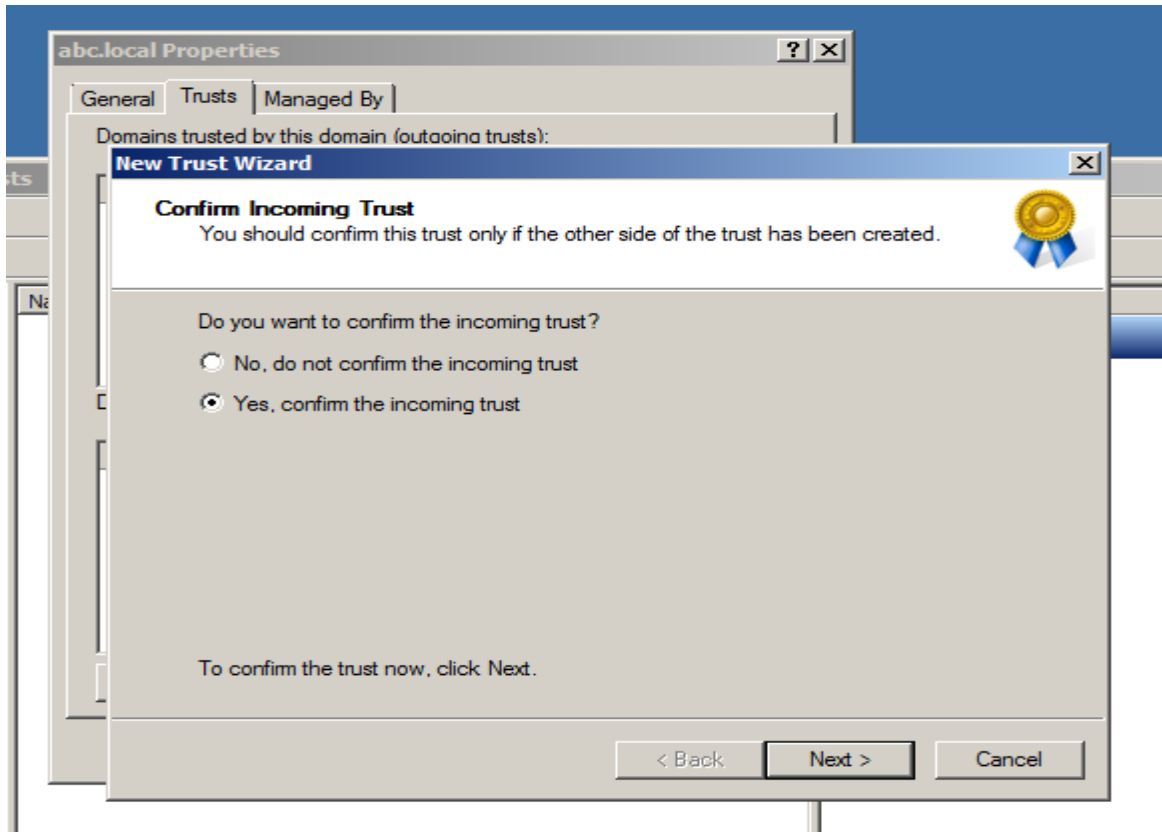 abc.local Properties
General Trusts Managed By
Domains trusted by this domain (outgoing trusts):
New Trust Wizard
Confirm Incoming Trust
You should confirm this trust only if the other side of the trust has been created.
Do you want to confirm the incoming trust?
No, do not confirm the incoming trust
Yes, confirm the incoming trust
To confirm the trust now, click Next.
< Back Next > Cancel